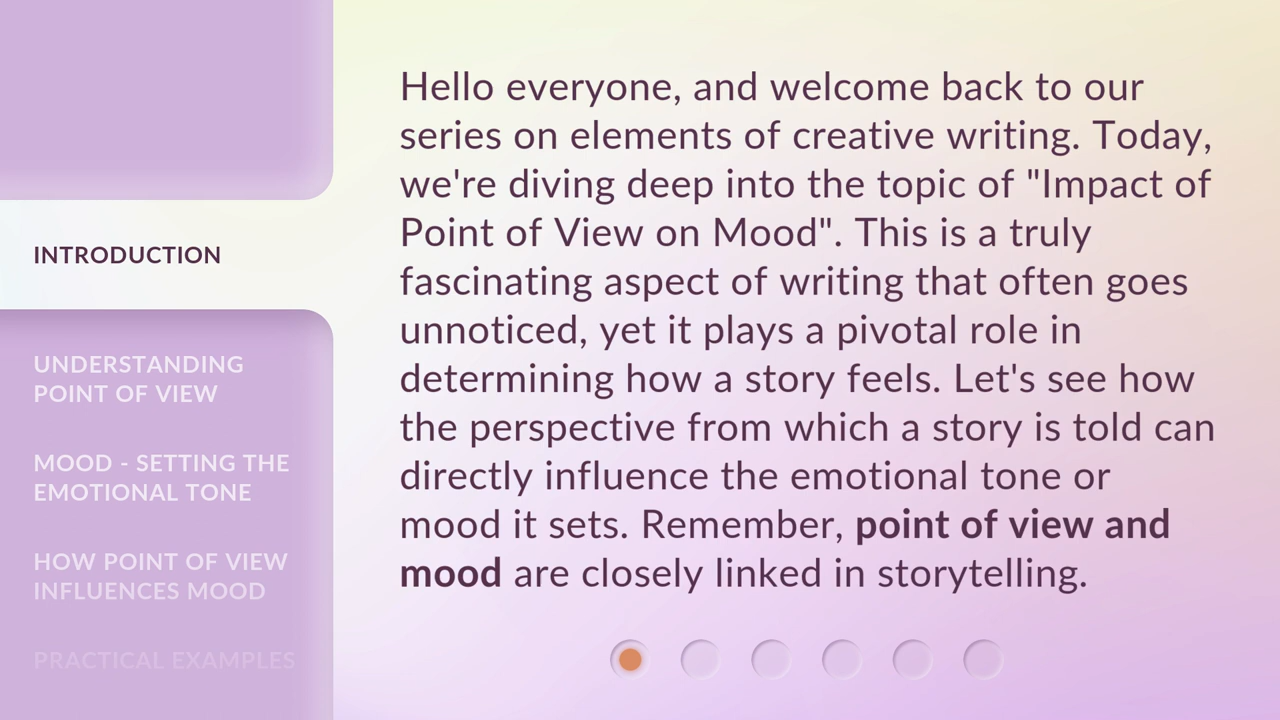 INTRODUCTION
UNDERSTANDING
POINT OF VIEW
MOOD - SETTING THE
EMOTIONAL TONE
HOW POINT OF VIEW
INFLUENCES MOOD
PRACTICAL EXAMPLES
Hello everyone, and welcome back to our
series on elements of creative writing. Today,
we're diving deep into the topic of "Impact of
Point of View on Mood". This is a truly
fascinating aspect of writing that often goes
unnoticed, yet it plays a pivotal role in
determining how a story feels. Let's see how
the perspective from which a story is told can
directly influence the emotional tone or
mood it sets. Remember, point of view and
mood are closely linked in storytelling.